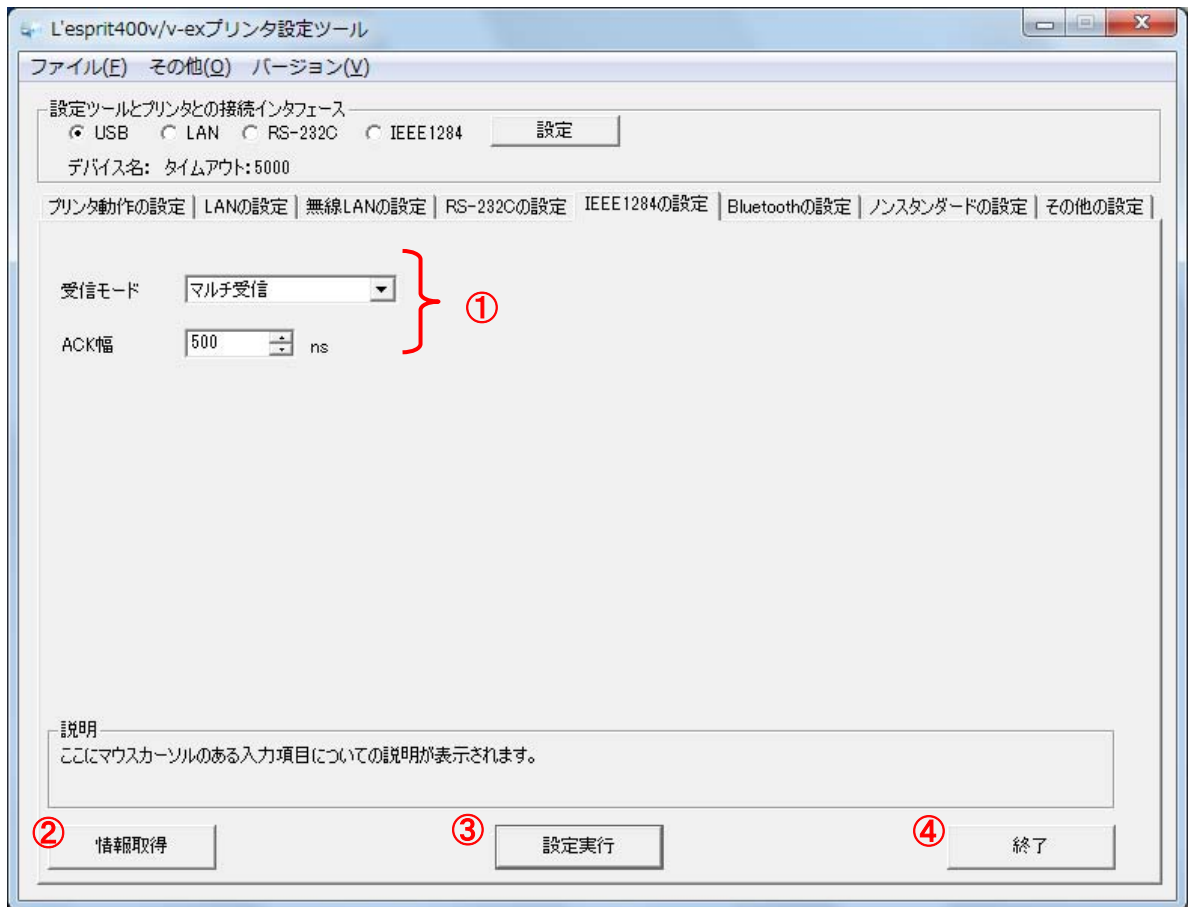 L'esprit400v/v-exプリンタ設定ツール
ファイル(F) その他(O) バージョン(V)
設定ツールとプリンタとの接続インタフェース
USB LAN RS-232C IEEE1284 設定
デバイス名: タイムアウト:5000
プリンタ動作の設定 LANの設定 無線LANの設定 RS-232Cの設定 IEEE1284の設定 Bluetoothの設定 ノンスタンダードの設定 その他の設定
受信モード マルチ受信 ①
ACK幅 500 ns
説明
ここにマウスカーソルのある入力項目についての説明が表示されます。
② 情報取得 ③ 設定実行 ④ 終了